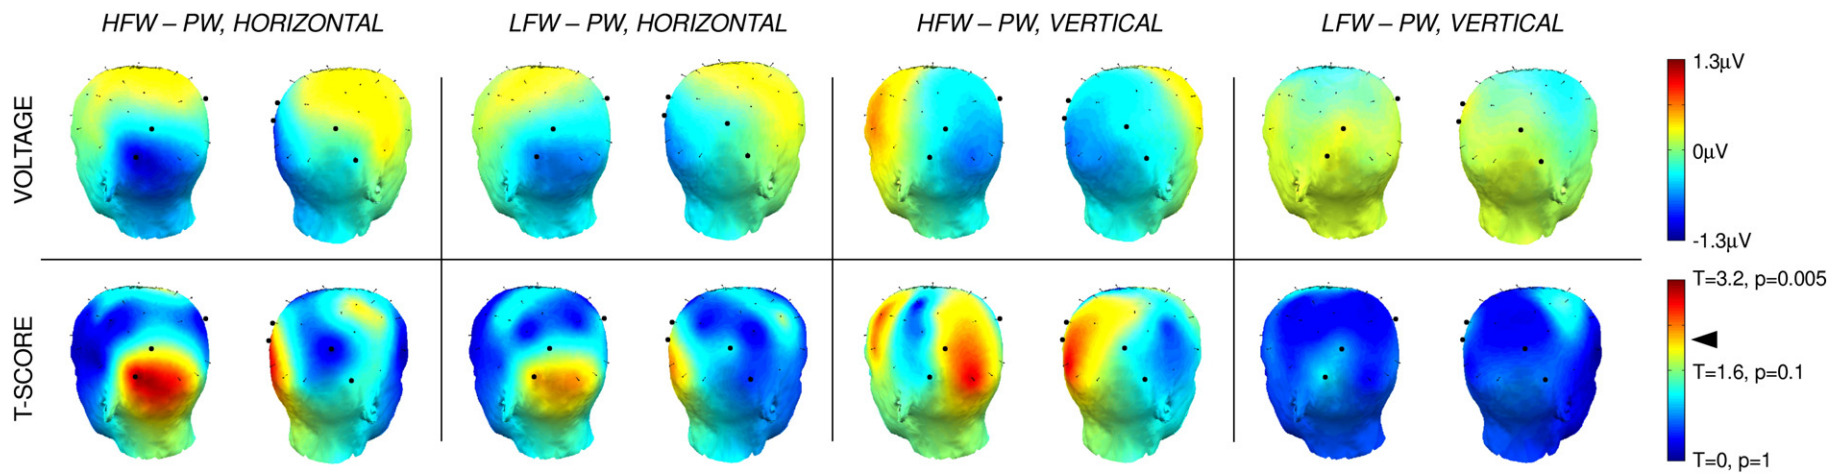 HFW – PW, HORIZONTAL
LFW – PW, HORIZONTAL
HFW – PW, VERTICAL
LFW – PW, VERTICAL
VOLTAGE
1.3μV
0μV
-1.3μV
T-SCORE
T=3.2, p=0.005
T=1.6, p=0.1
T=0, p=1